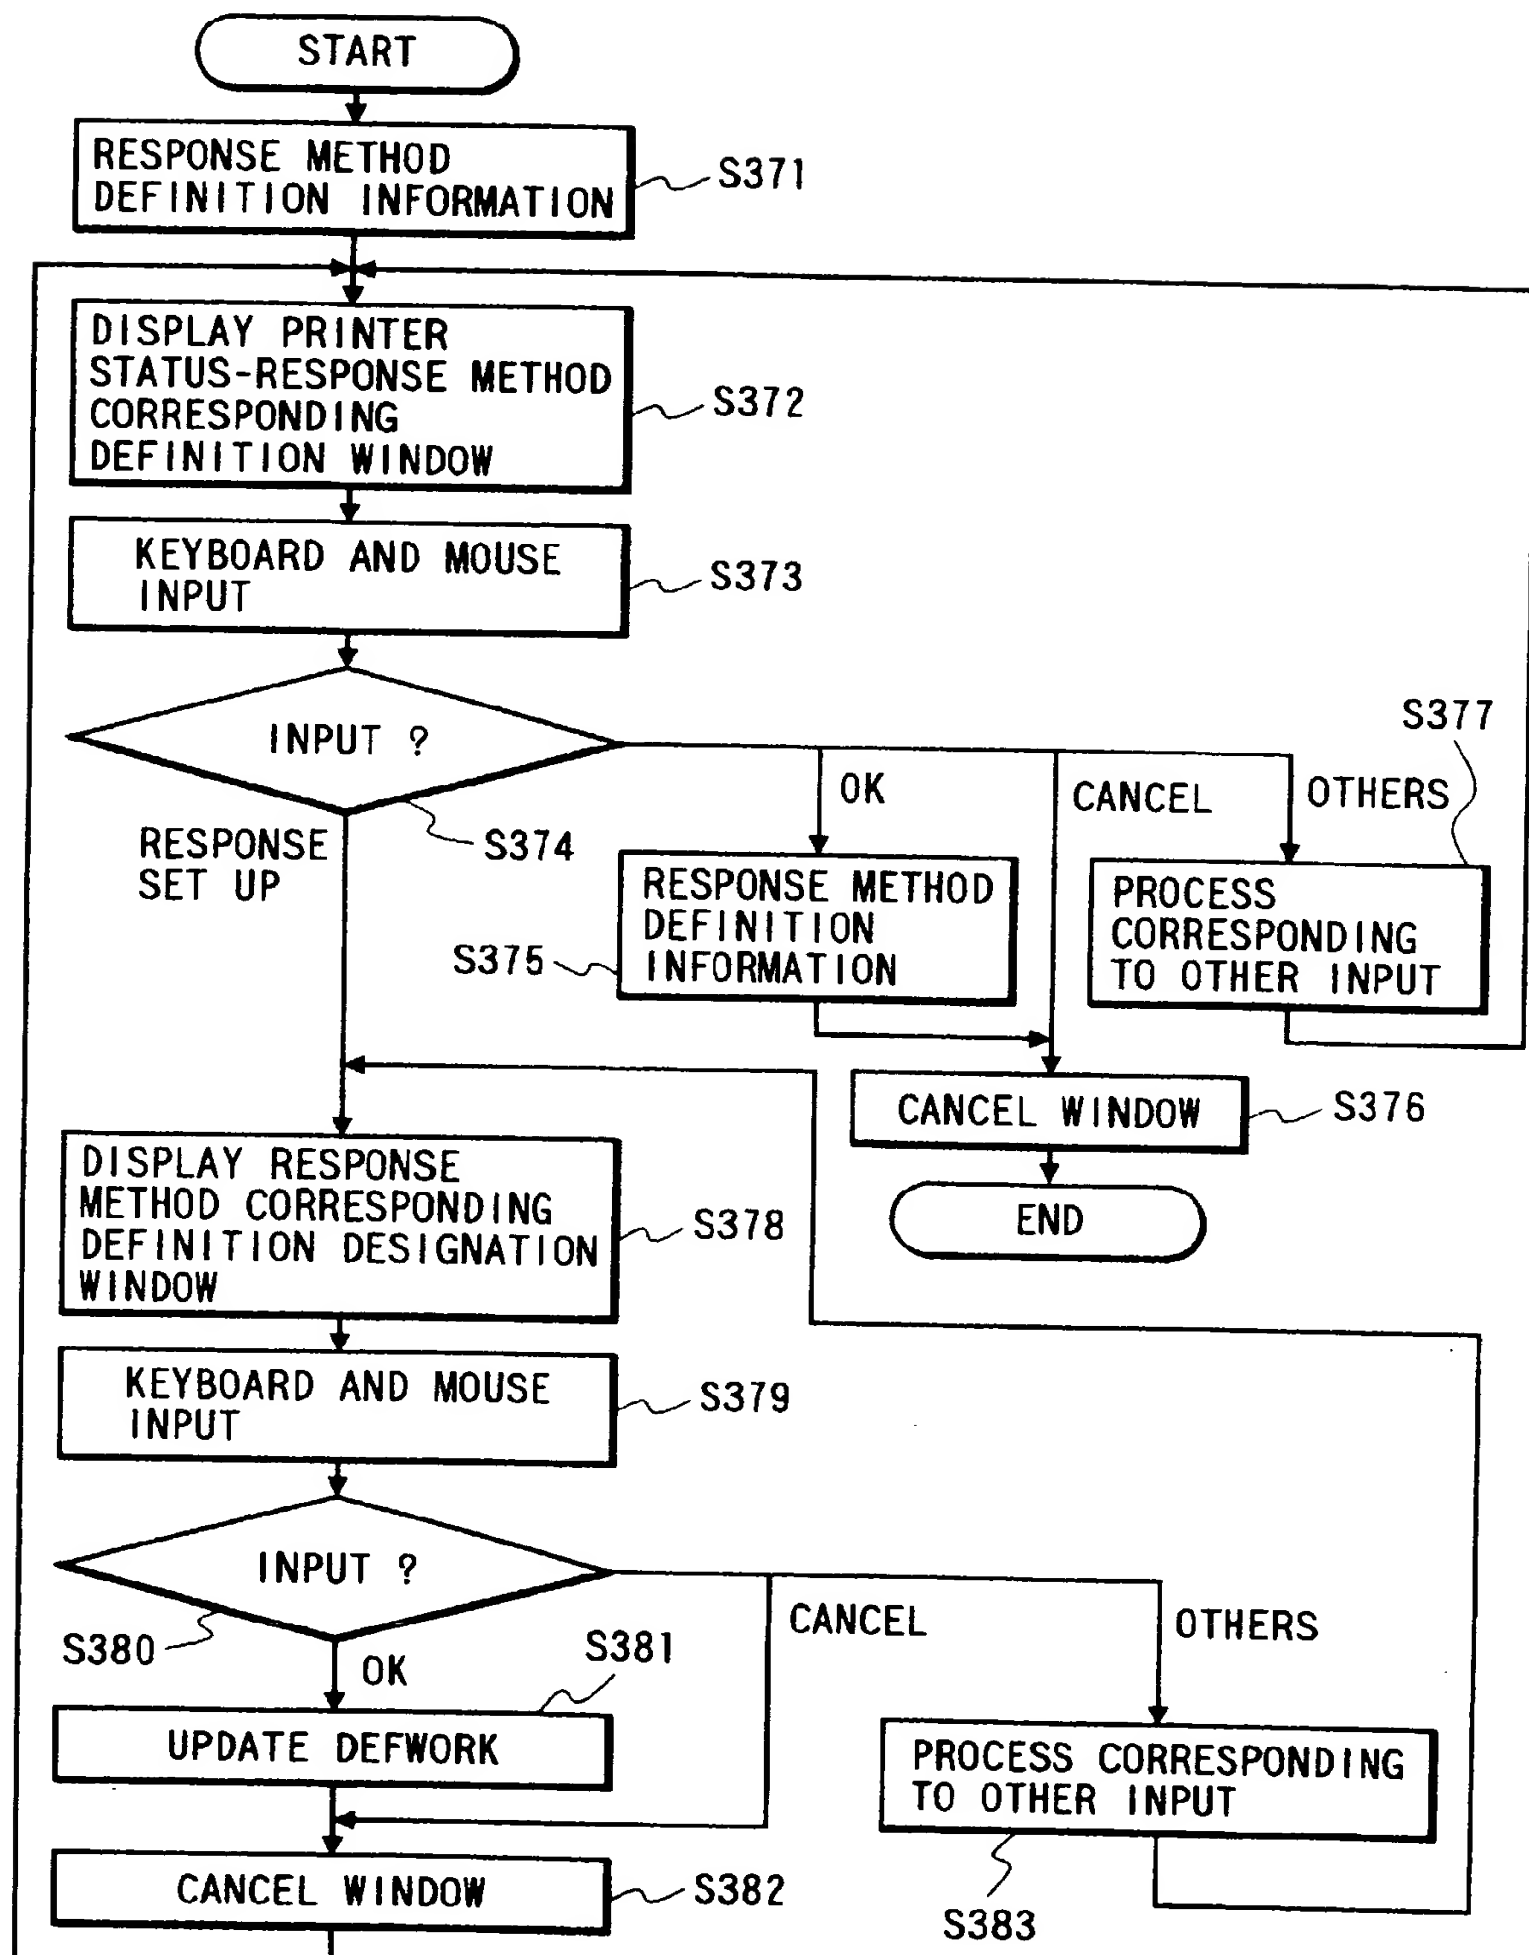 START
RESPONSE METHOD
DEFINITION INFORMATION
S371
DISPLAY PRINTER
STATUS-RESPONSE METHOD
CORRESPONDING
DEFINITION WINDOW
S372
KEYBOARD AND MOUSE
INPUT
S373
INPUT ?
S374
RESPONSE
SET UP
OK
CANCEL
OTHERS
S377
RESPONSE METHOD
DEFINITION
INFORMATION
S375
PROCESS
CORRESPONDING
TO OTHER INPUT
CANCEL WINDOW
S376
END
DISPLAY RESPONSE
METHOD CORRESPONDING
DEFINITION DESIGNATION
WINDOW
S378
KEYBOARD AND MOUSE
INPUT
S379
INPUT ?
S380
OK
CANCEL
OTHERS
S381
UPDATE DEFWORK
PROCESS CORRESPONDING
TO OTHER INPUT
S383
CANCEL WINDOW
S382